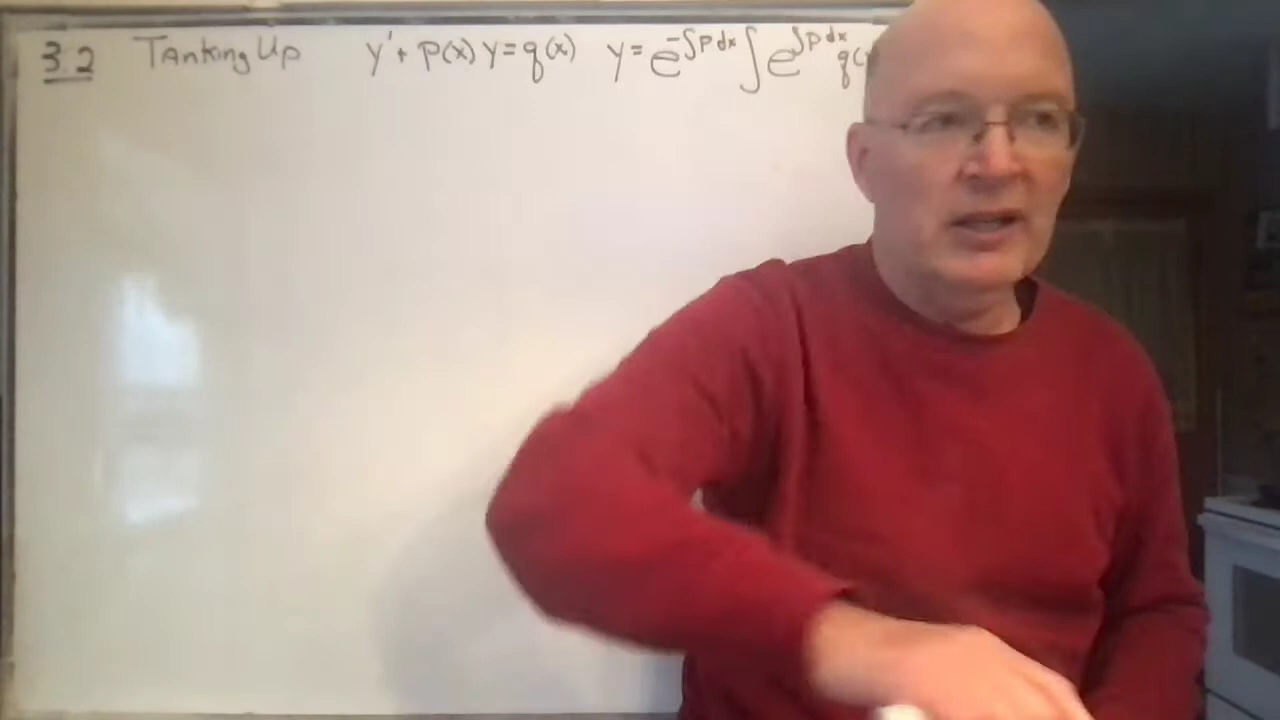 3.2 Tanking Up y' + p(x) y = q(x) y = e^{-∫p dx} ∫ e^{∫p dx} q(